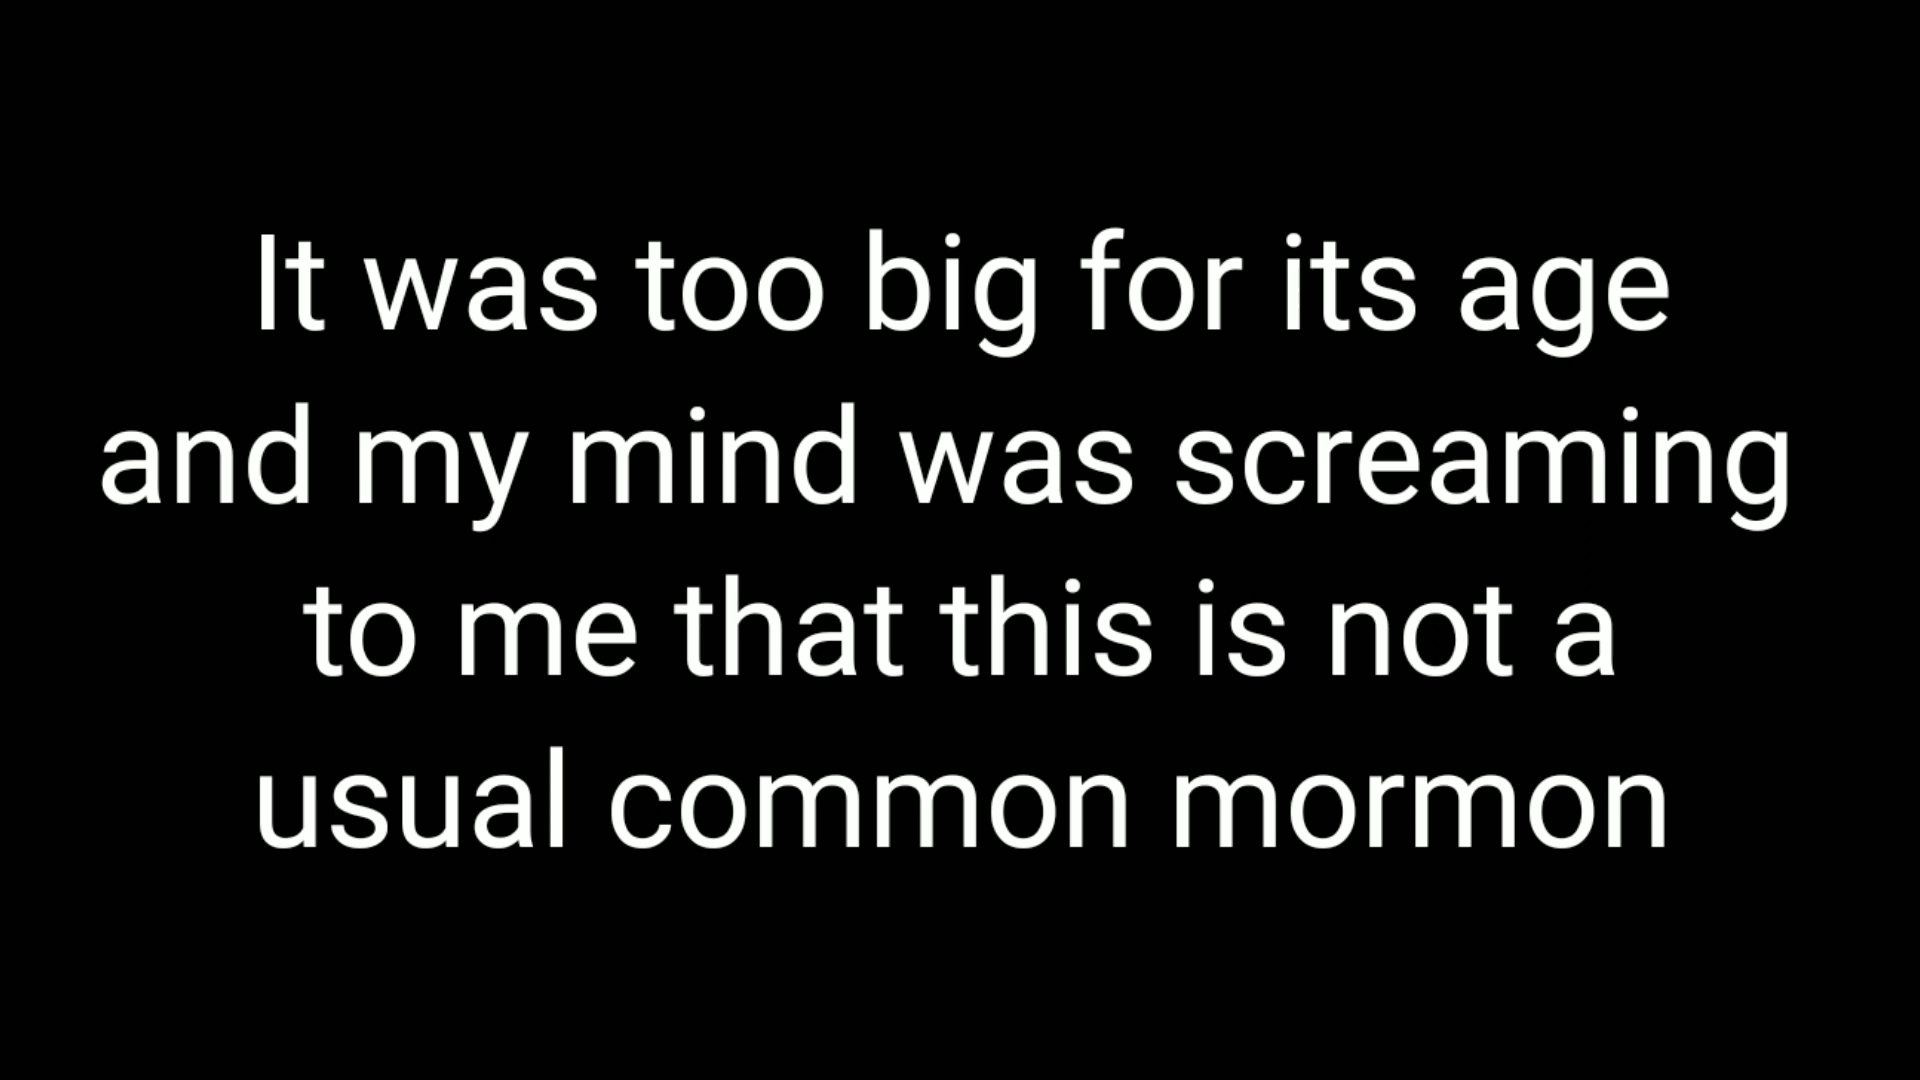 It was too big for its age
and my mind was screaming
to me that this is not a
usual common mormon